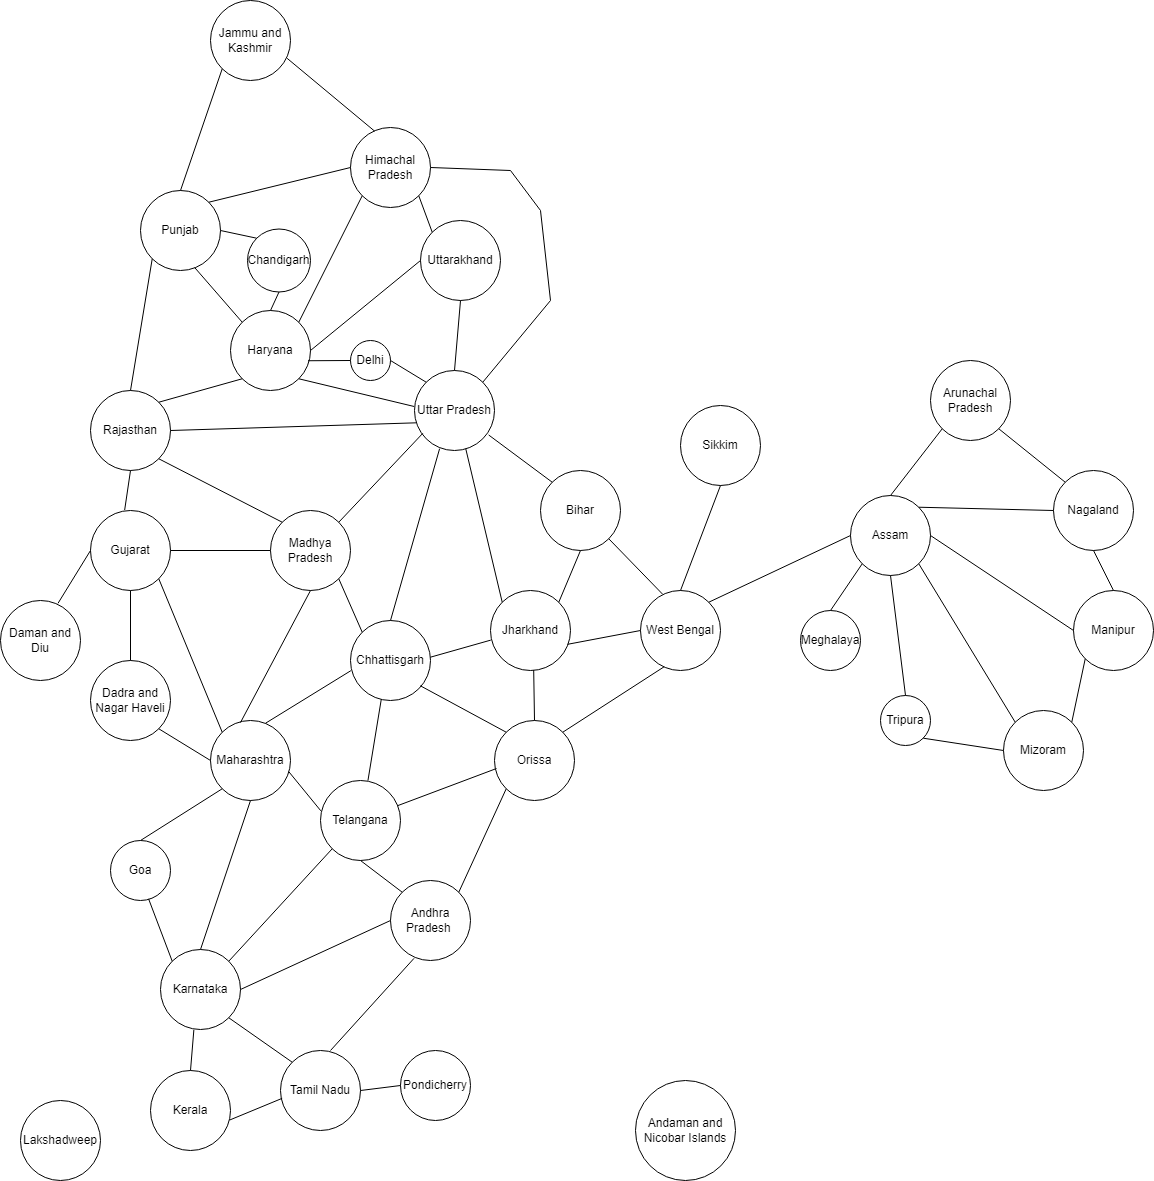 Jammu and
Kashmir
Himachal
Pradesh
Punjab
Chandigarh
Uttarakhand
Haryana
Delhi
Uttar Pradesh
Rajasthan
Arunachal
Pradesh
Sikkim
Bihar
Nagaland
Assam
Gujarat
Madhya
Pradesh
Daman and
Diu
Chhattisgarh
Jharkhand
West Bengal
Meghalaya
Manipur
Dadra and
Nagar Haveli
Tripura
Mizoram
Maharashtra
Orissa
Telangana
Goa
Andhra
Pradesh
Karnataka
Tamil Nadu
Pondicherry
Kerala
Lakshadweep
Andaman and
Nicobar Islands